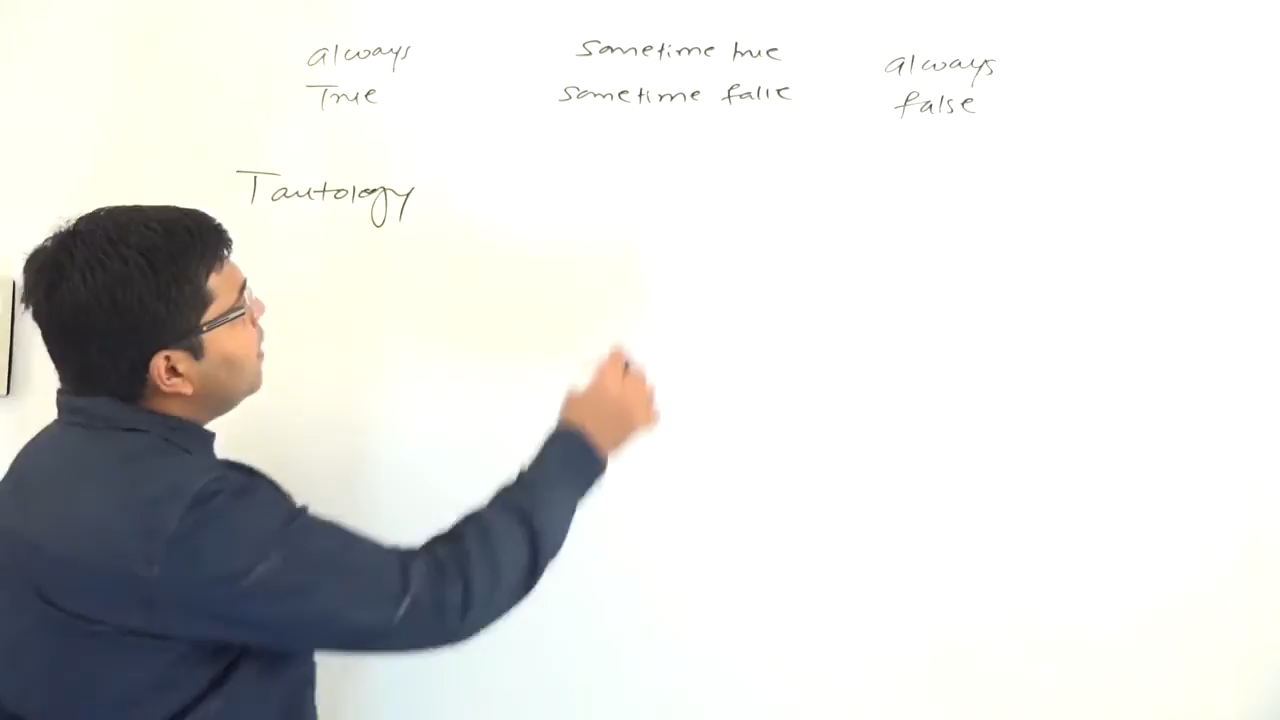 always
True
sometime true
sometime false
always
false
Tautology